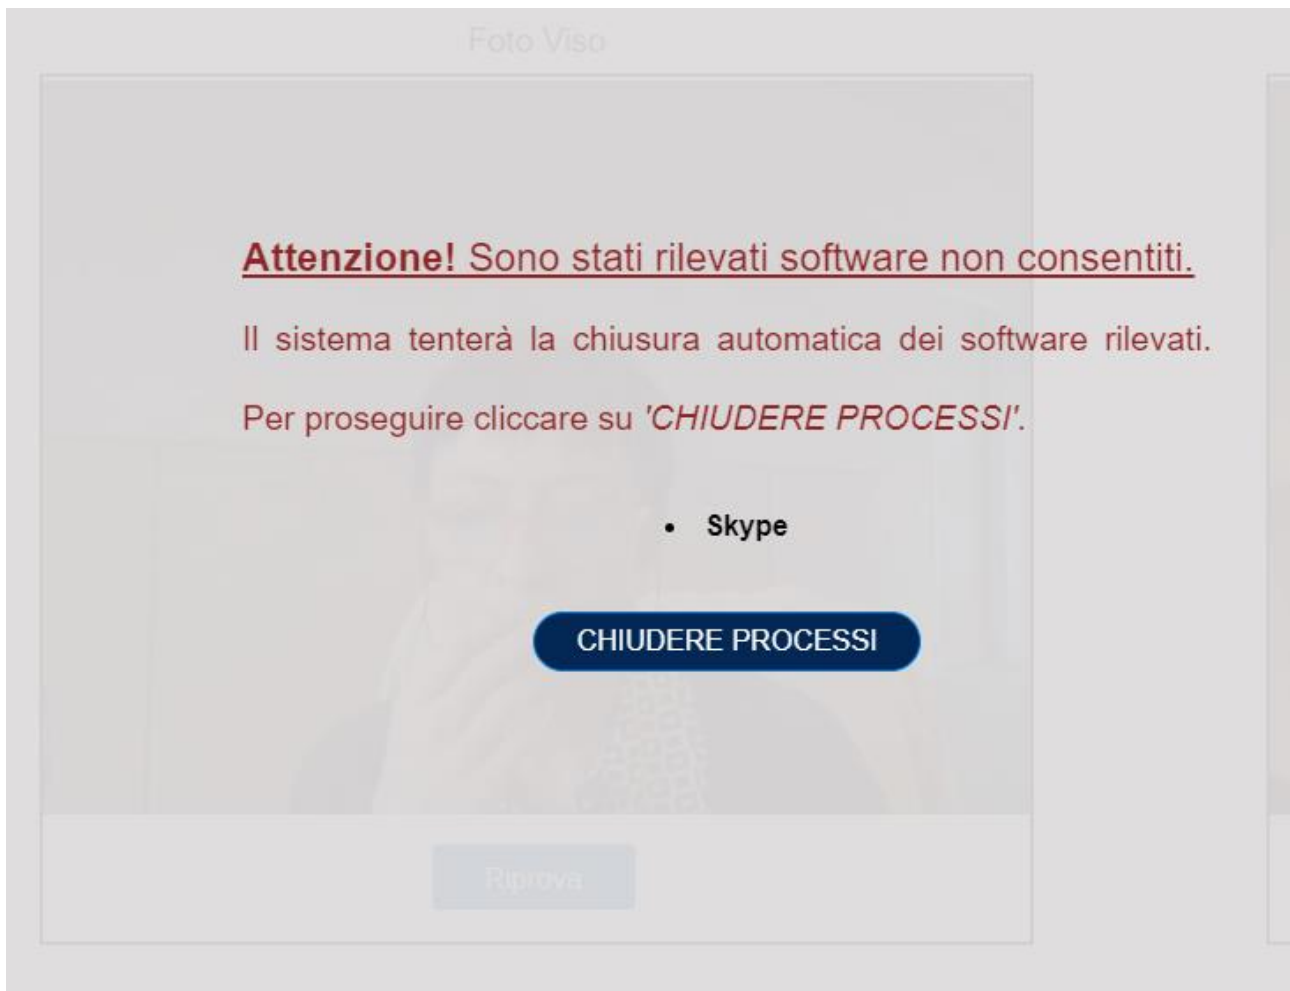 Foto Viso
Attenzione! Sono stati rilevati software non consentiti.
Il sistema tenterà la chiusura automatica dei software rilevati.
Per proseguire cliccare su 'CHIUDERE PROCESSI'.
• Skype
CHIUDERE PROCESSI
Riprova